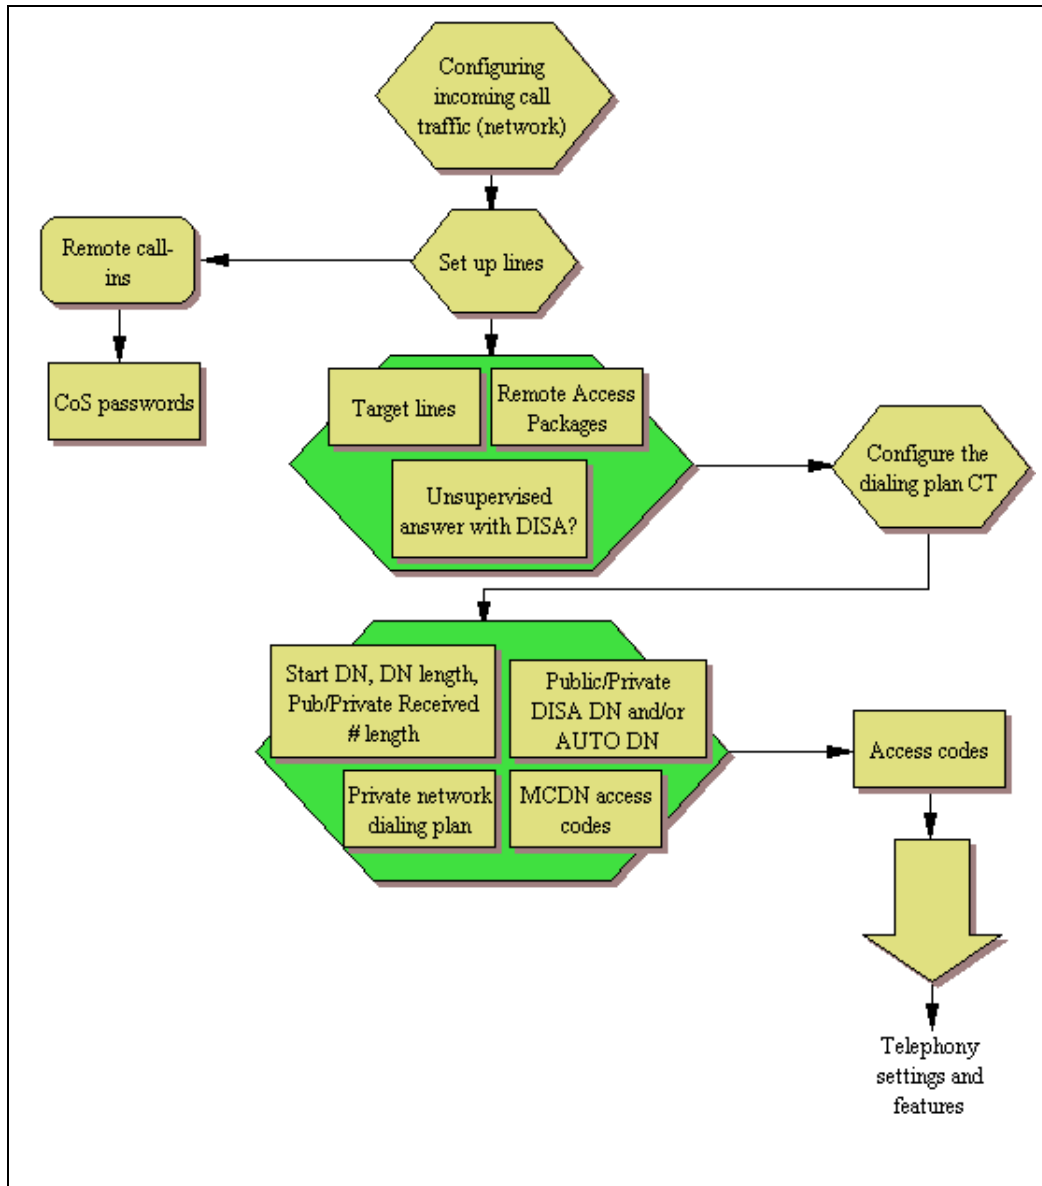 Configuring
incoming call
traffic (network)
Remote call-
ins
Set up lines
CoS passwords
Target lines
Remote Access
Packages
Unsupervised
answer with DISA?
Configure the
dialing plan CT
Start DN, DN length,
Pub/Private Received
# length
Public/Private
DISA DN and/or
AUTO DN
Private network
dialing plan
MCDN access
codes
Access codes
Telephony
settings and
features